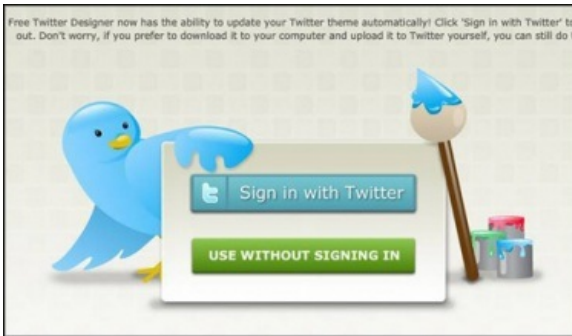 Free Twitter Designer now has the ability to update your Twitter theme automatically! Click 'Sign in with Twitter' to
out. Don't worry, if you prefer to download it to your computer and upload it to Twitter yourself, you can still do
Sign in with Twitter
USE WITHOUT SIGNING IN